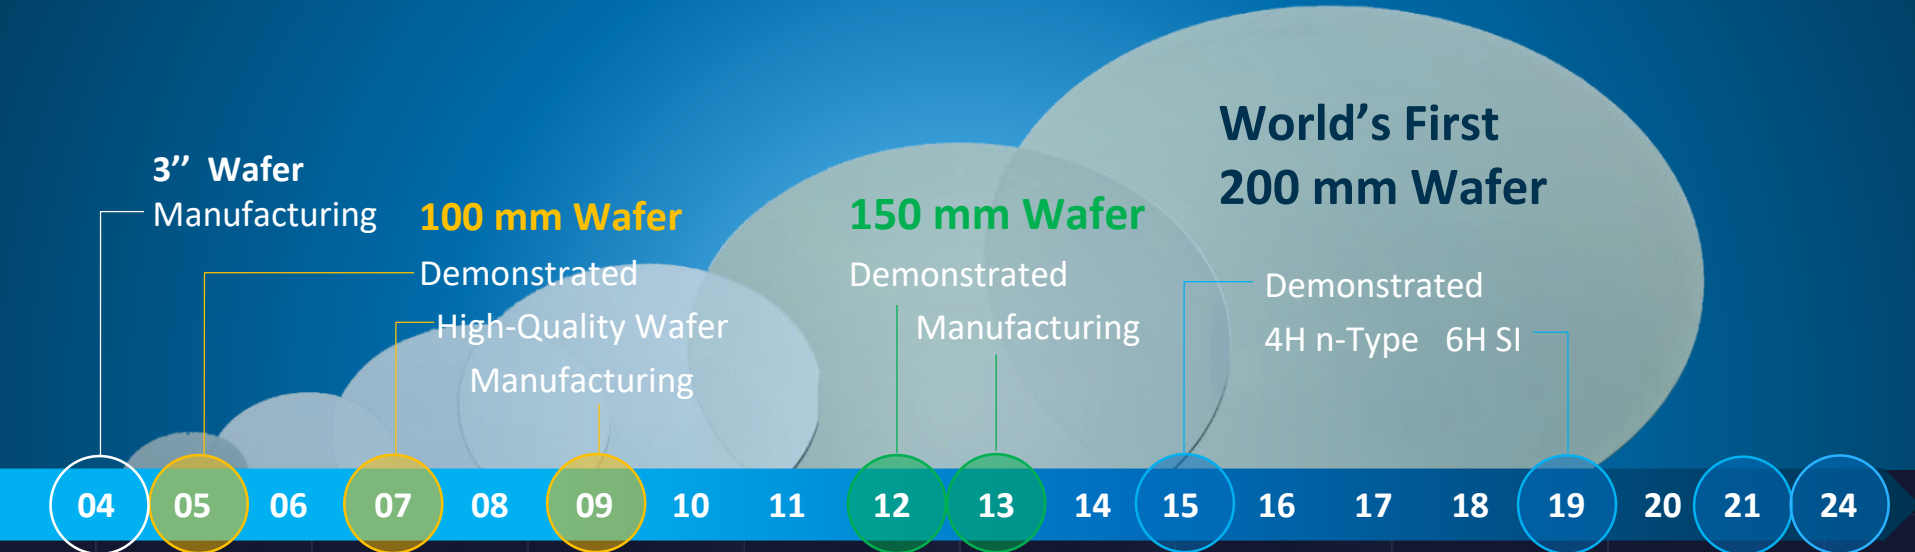 3’’ Wafer
Manufacturing
100 mm Wafer
Demonstrated
High-Quality Wafer
Manufacturing
150 mm Wafer
Demonstrated
Manufacturing
World’s First
200 mm Wafer
Demonstrated
4H n-Type 6H SI
04 05 06 07 08 09 10 11 12 13 14 15 16 17 18 19 20 21 24